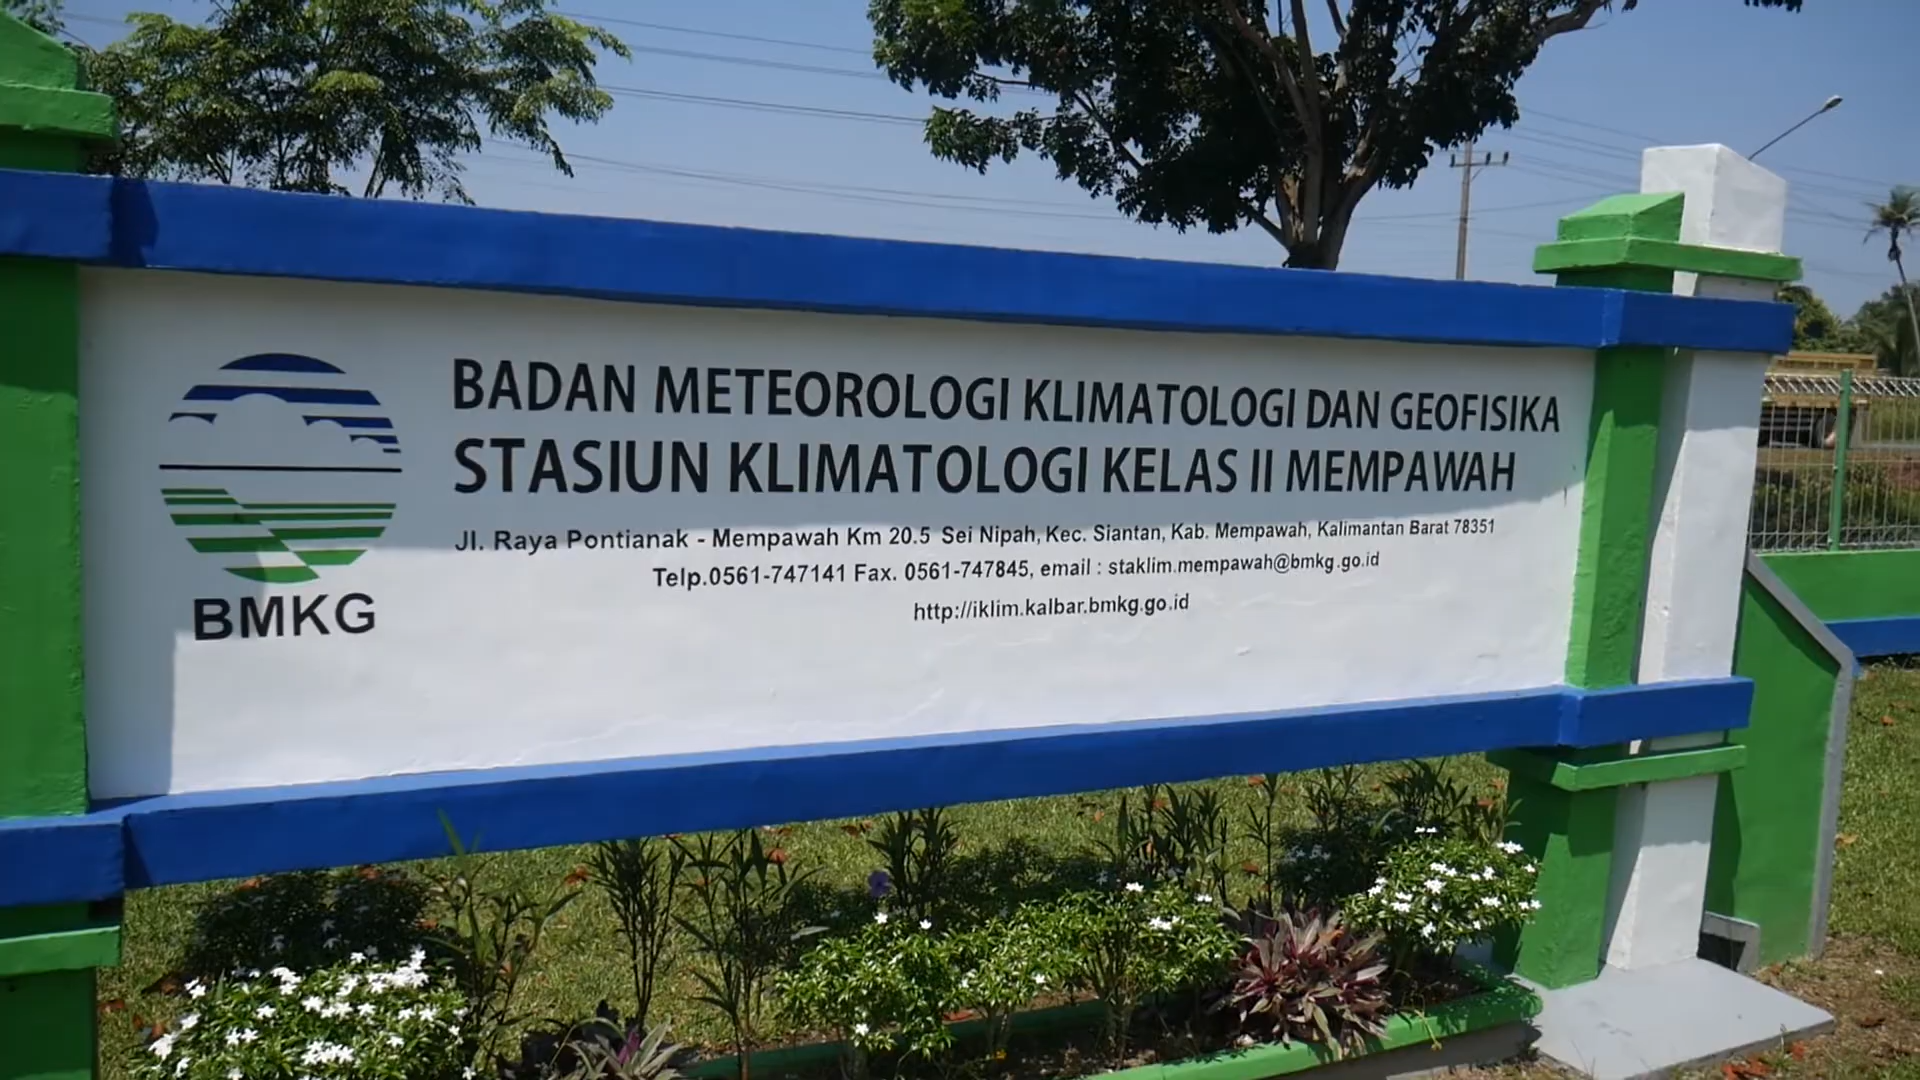 BADAN METEOROLOGI KLIMATOLOGI DAN GEOFISIKA
STASIUN KLIMATOLOGI KELAS II MEMPAWAH
Jl. Raya Pontianak - Mempawah Km 20.5 Sei Nipah, Kec. Siantan, Kab. Mempawah, Kalimantan Barat 78351
Telp.0561-747141 Fax. 0561-747845, email : staklim.mempawah@bmkg.go.id
http://iklim.kalbar.bmkg.go.id
BMKG